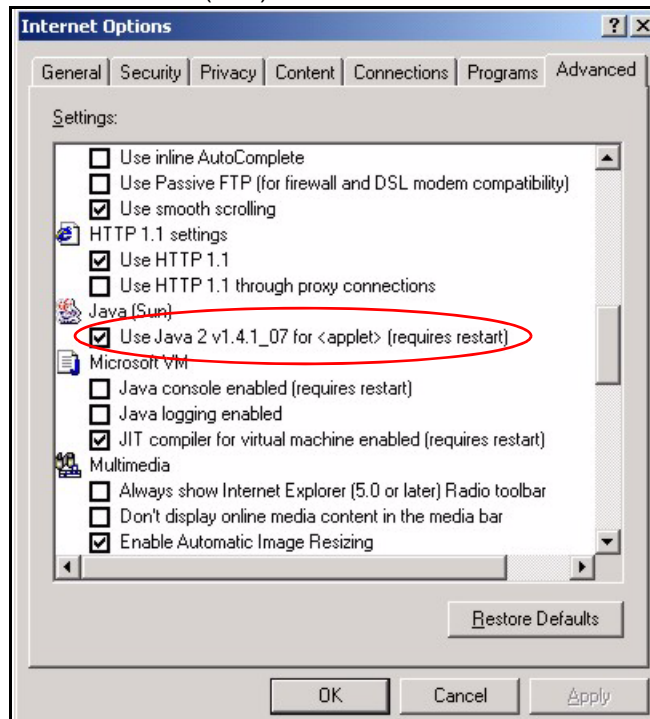 Internet Options
General Security Privacy Content Connections Programs Advanced
Settings:
Use inline AutoComplete
Use Passive FTP (for firewall and DSL modem compatibility)
Use smooth scrolling
HTTP 1.1 settings
Use HTTP 1.1
Use HTTP 1.1 through proxy connections
Java (Sun)
Use Java 2 v1.4.1_07 for <applet> (requires restart)
Microsoft VM
Java console enabled (requires restart)
Java logging enabled
JIT compiler for virtual machine enabled (requires restart)
Multimedia
Always show Internet Explorer (5.0 or later) Radio toolbar
Don't display online media content in the media bar
Enable Automatic Image Resizing
Restore Defaults
OK Cancel Apply